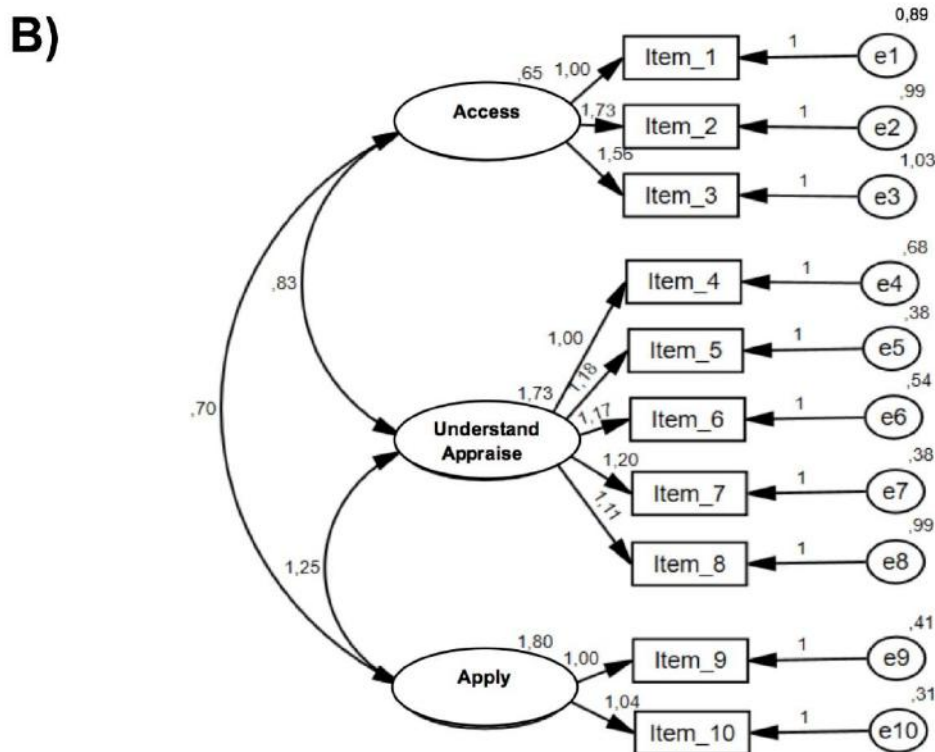 B)
0,89
,65
1,00
Item_1
1
e1
Access
,99
1,73
Item_2
1
e2
1,03
1,56
Item_3
1
e3
,68
Item_4
1
e4
,83
,38
1,00
Item_5
1
e5
1,18
,54
1,73
1,17
Item_6
1
e6
,70
Understand
Appraise
,38
1,20
Item_7
1
e7
1,11
,99
Item_8
1
e8
1,25
,41
1,80
1,00
Item_9
1
e9
Apply
,31
1,04
Item_10
1
e10